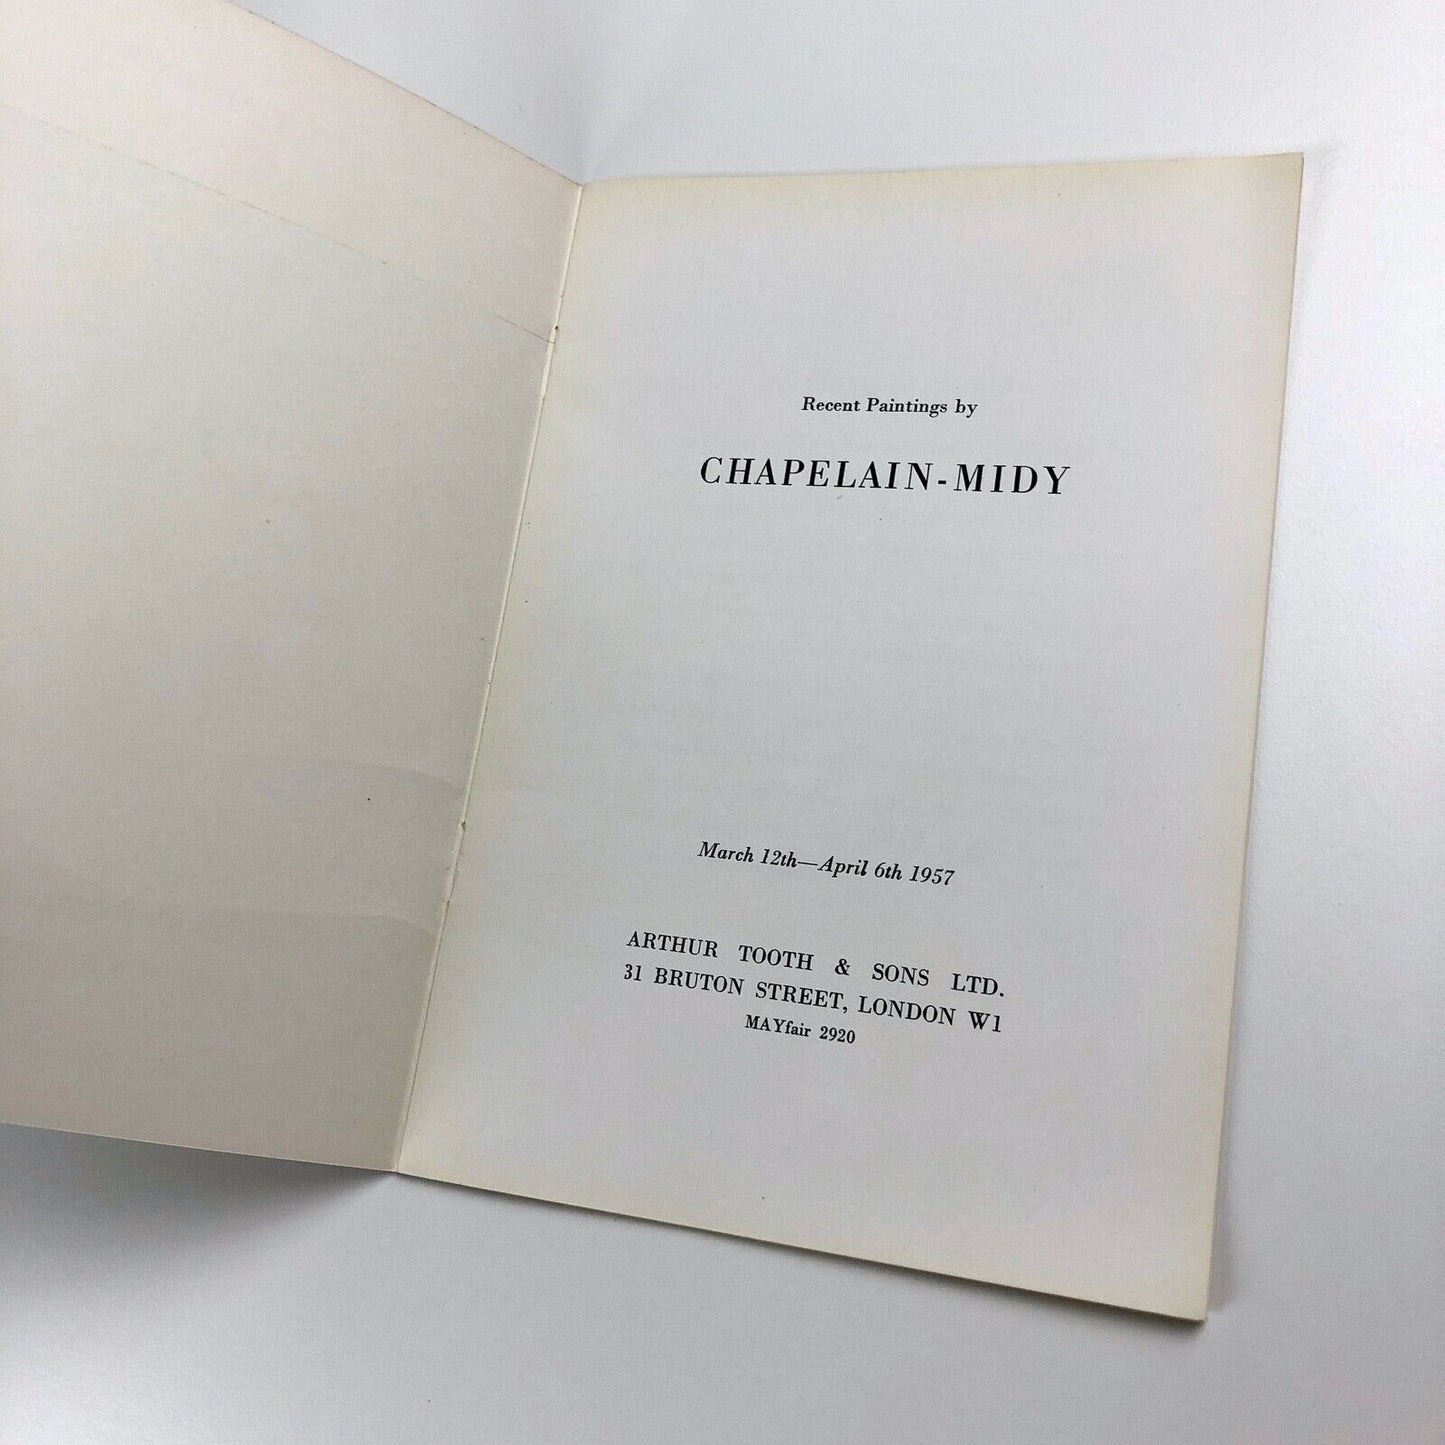 Recent Paintings by
CHAPELAIN-MIDY
March 12th—April 6th 1957
ARTHUR TOOTH & SONS LTD.
31 BRUTON STREET, LONDON W1
MAYfair 2920